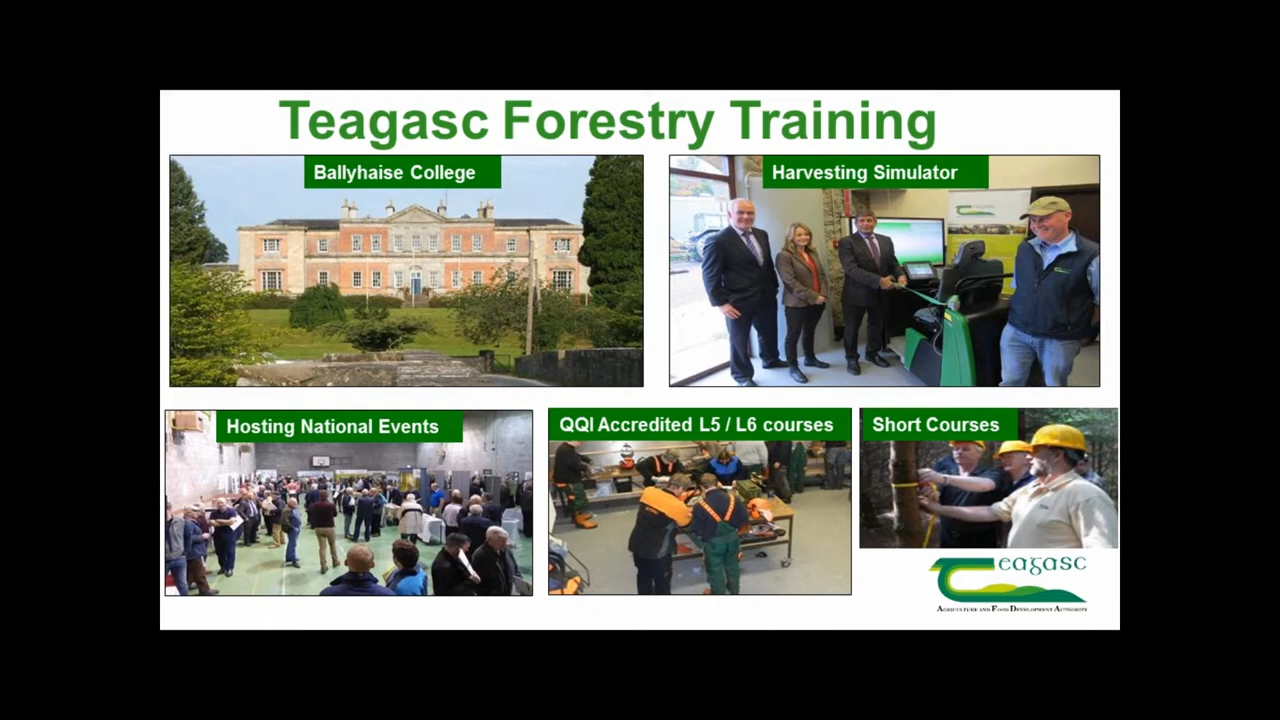 Teagasc Forestry Training
Ballyhaise College
Harvesting Simulator
Hosting National Events
QQI Accredited L5 / L6 courses
Short Courses
Teagasc
Agriculture and Food Development Authority